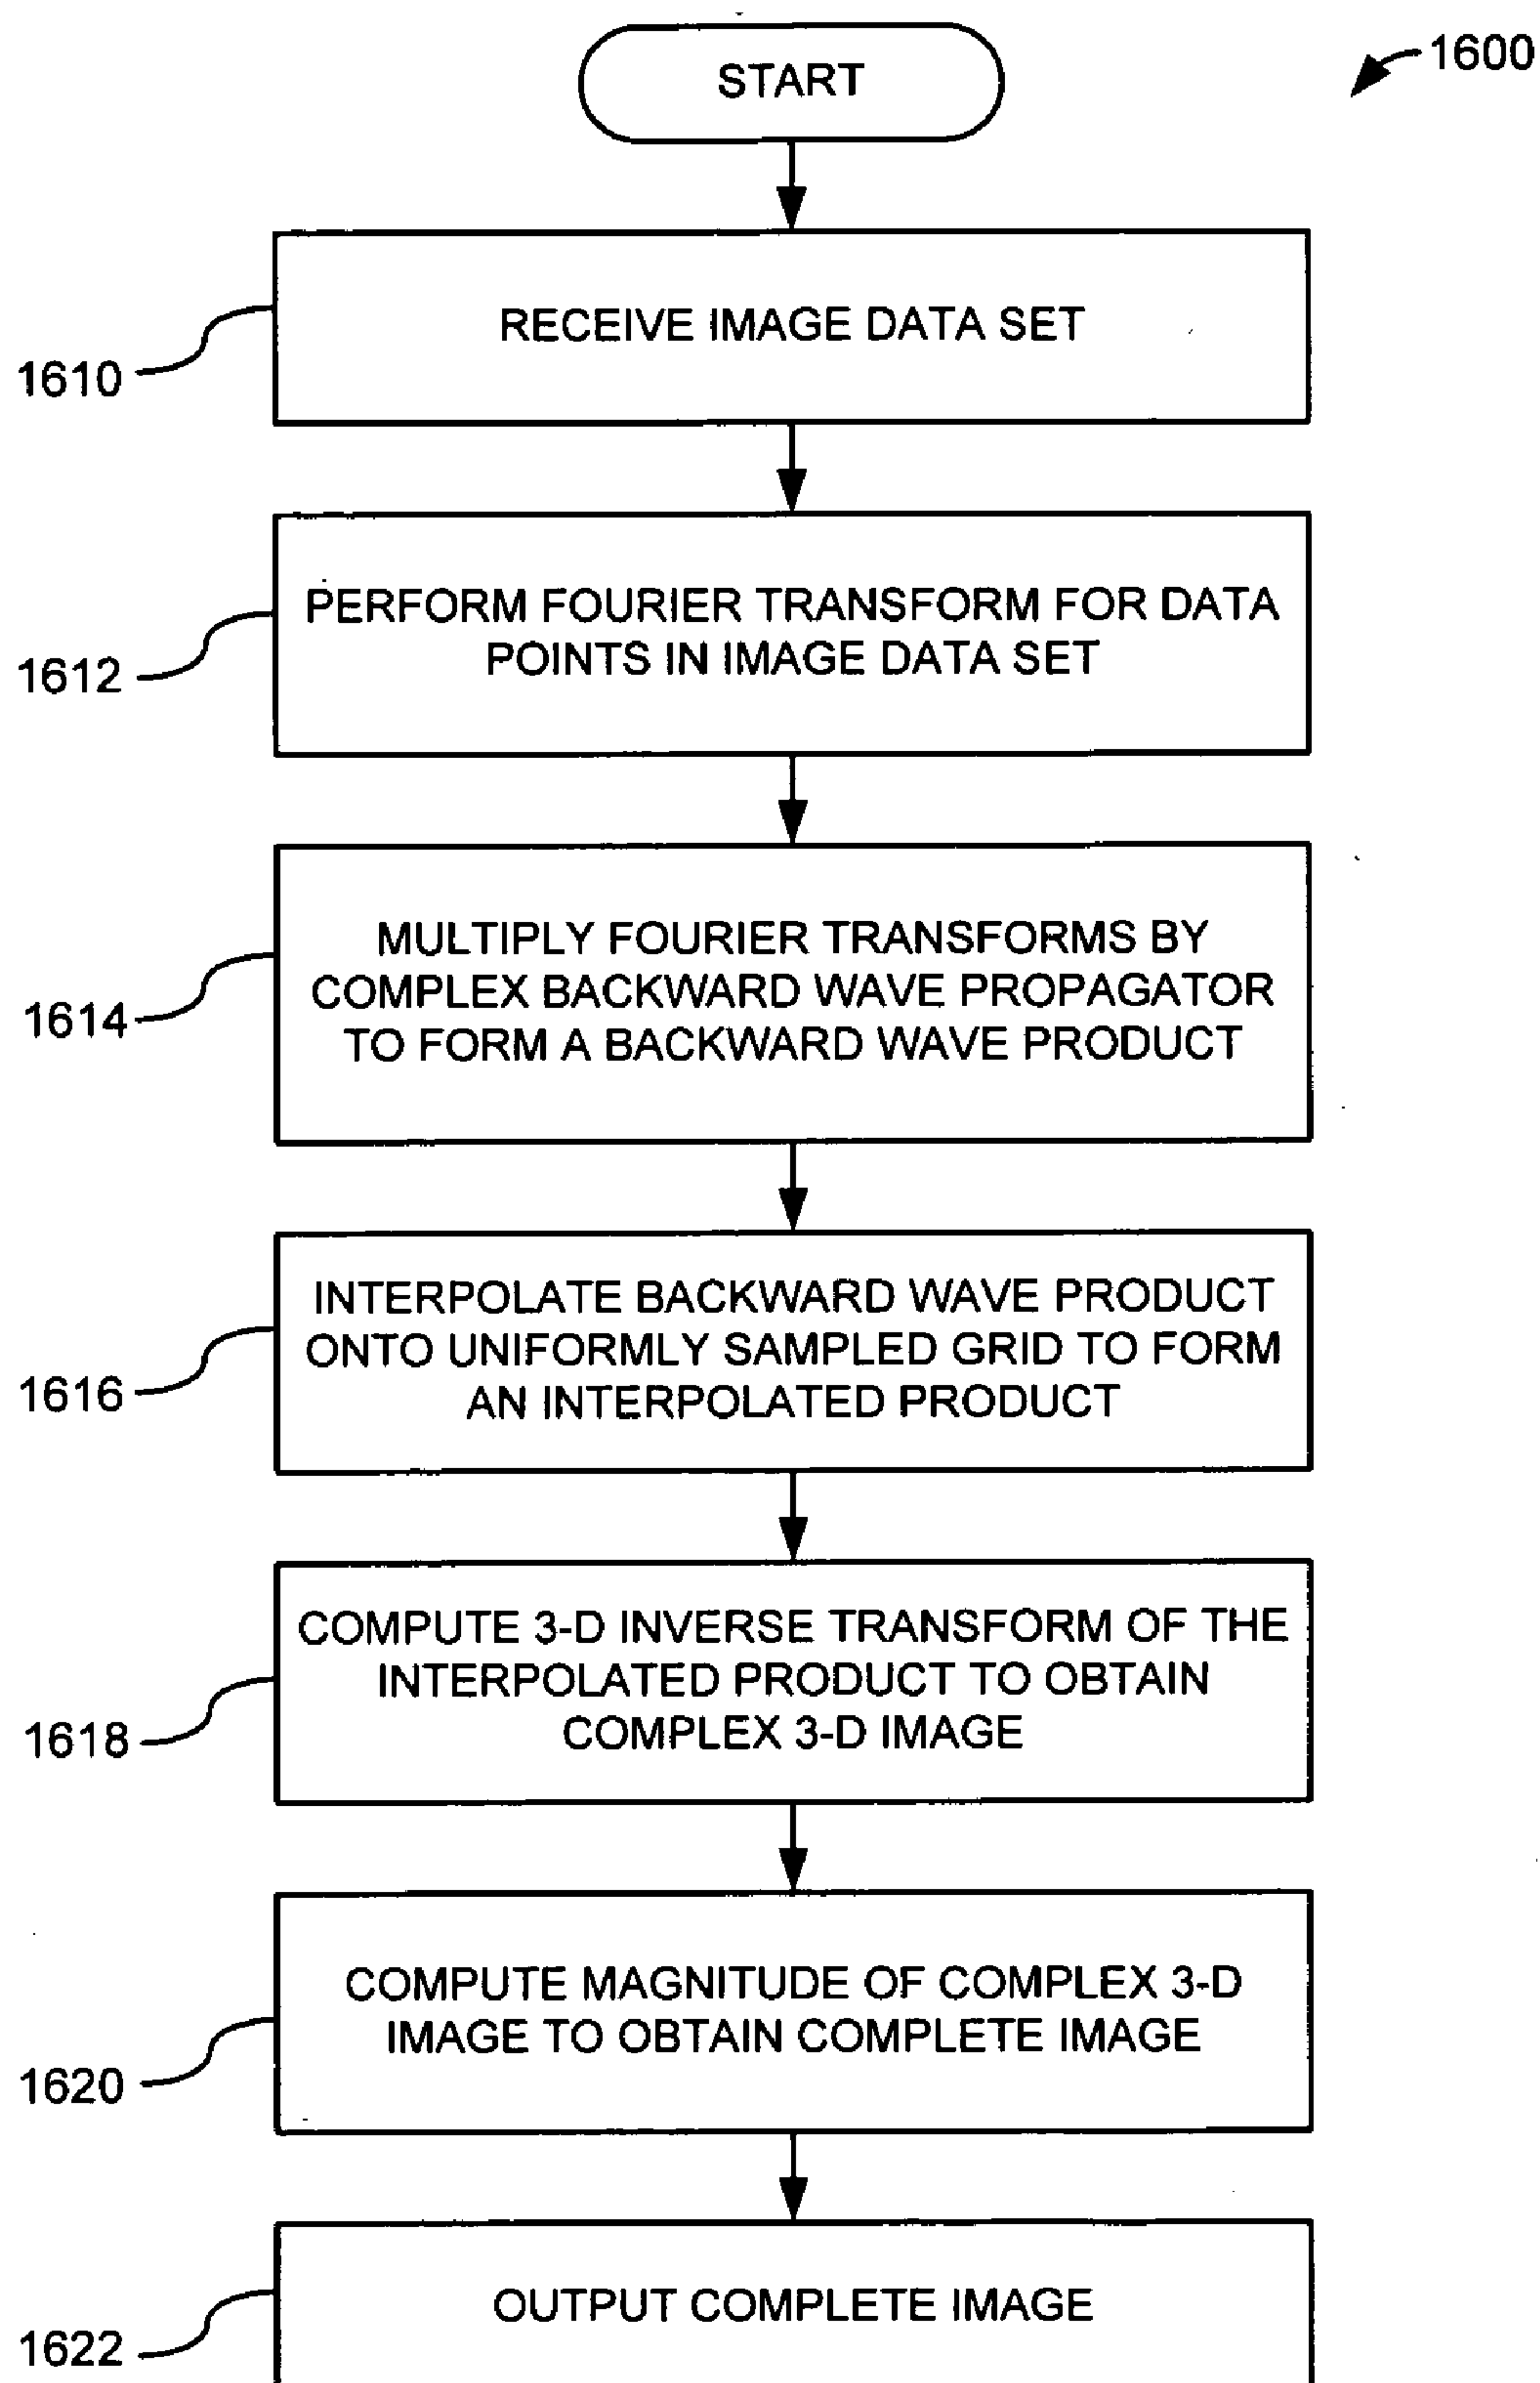 START
1600
RECEIVE IMAGE DATA SET
1610
PERFORM FOURIER TRANSFORM FOR DATA
POINTS IN IMAGE DATA SET
1612
MULTIPLY FOURIER TRANSFORMS BY
COMPLEX BACKWARD WAVE PROPAGATOR
TO FORM A BACKWARD WAVE PRODUCT
1614
INTERPOLATE BACKWARD WAVE PRODUCT
ONTO UNIFORMLY SAMPLED GRID TO FORM
AN INTERPOLATED PRODUCT
1616
COMPUTE 3-D INVERSE TRANSFORM OF THE
INTERPOLATED PRODUCT TO OBTAIN
COMPLEX 3-D IMAGE
1618
COMPUTE MAGNITUDE OF COMPLEX 3-D
IMAGE TO OBTAIN COMPLETE IMAGE
1620
OUTPUT COMPLETE IMAGE
1622